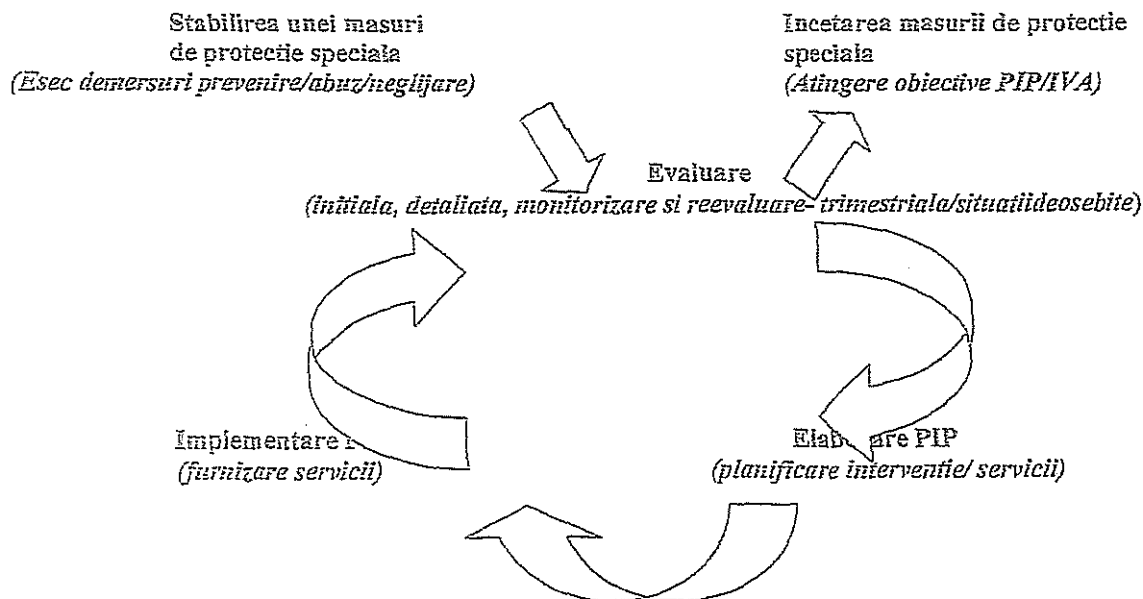 Stabilirea unei masuri
de protectie speciala
(Esec demersuri prevenire/abuz/neglijare)
Incetarea masurii de protectie
speciala
(Atingere obiective PIP/IVA)
Evaluare
(initiala, detaliata, monitorizare si reevaluare- trimestriala/situatiideosebite)
Implementare
(furnizare servicii)
PIP
(planificare interventie/ servicii)